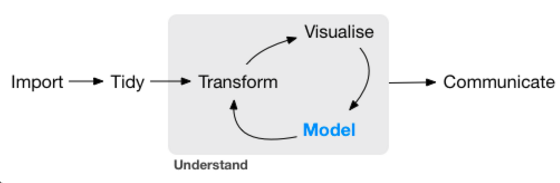 Visualise
Import
Tidy
Transform
Communicate
Model
Understand